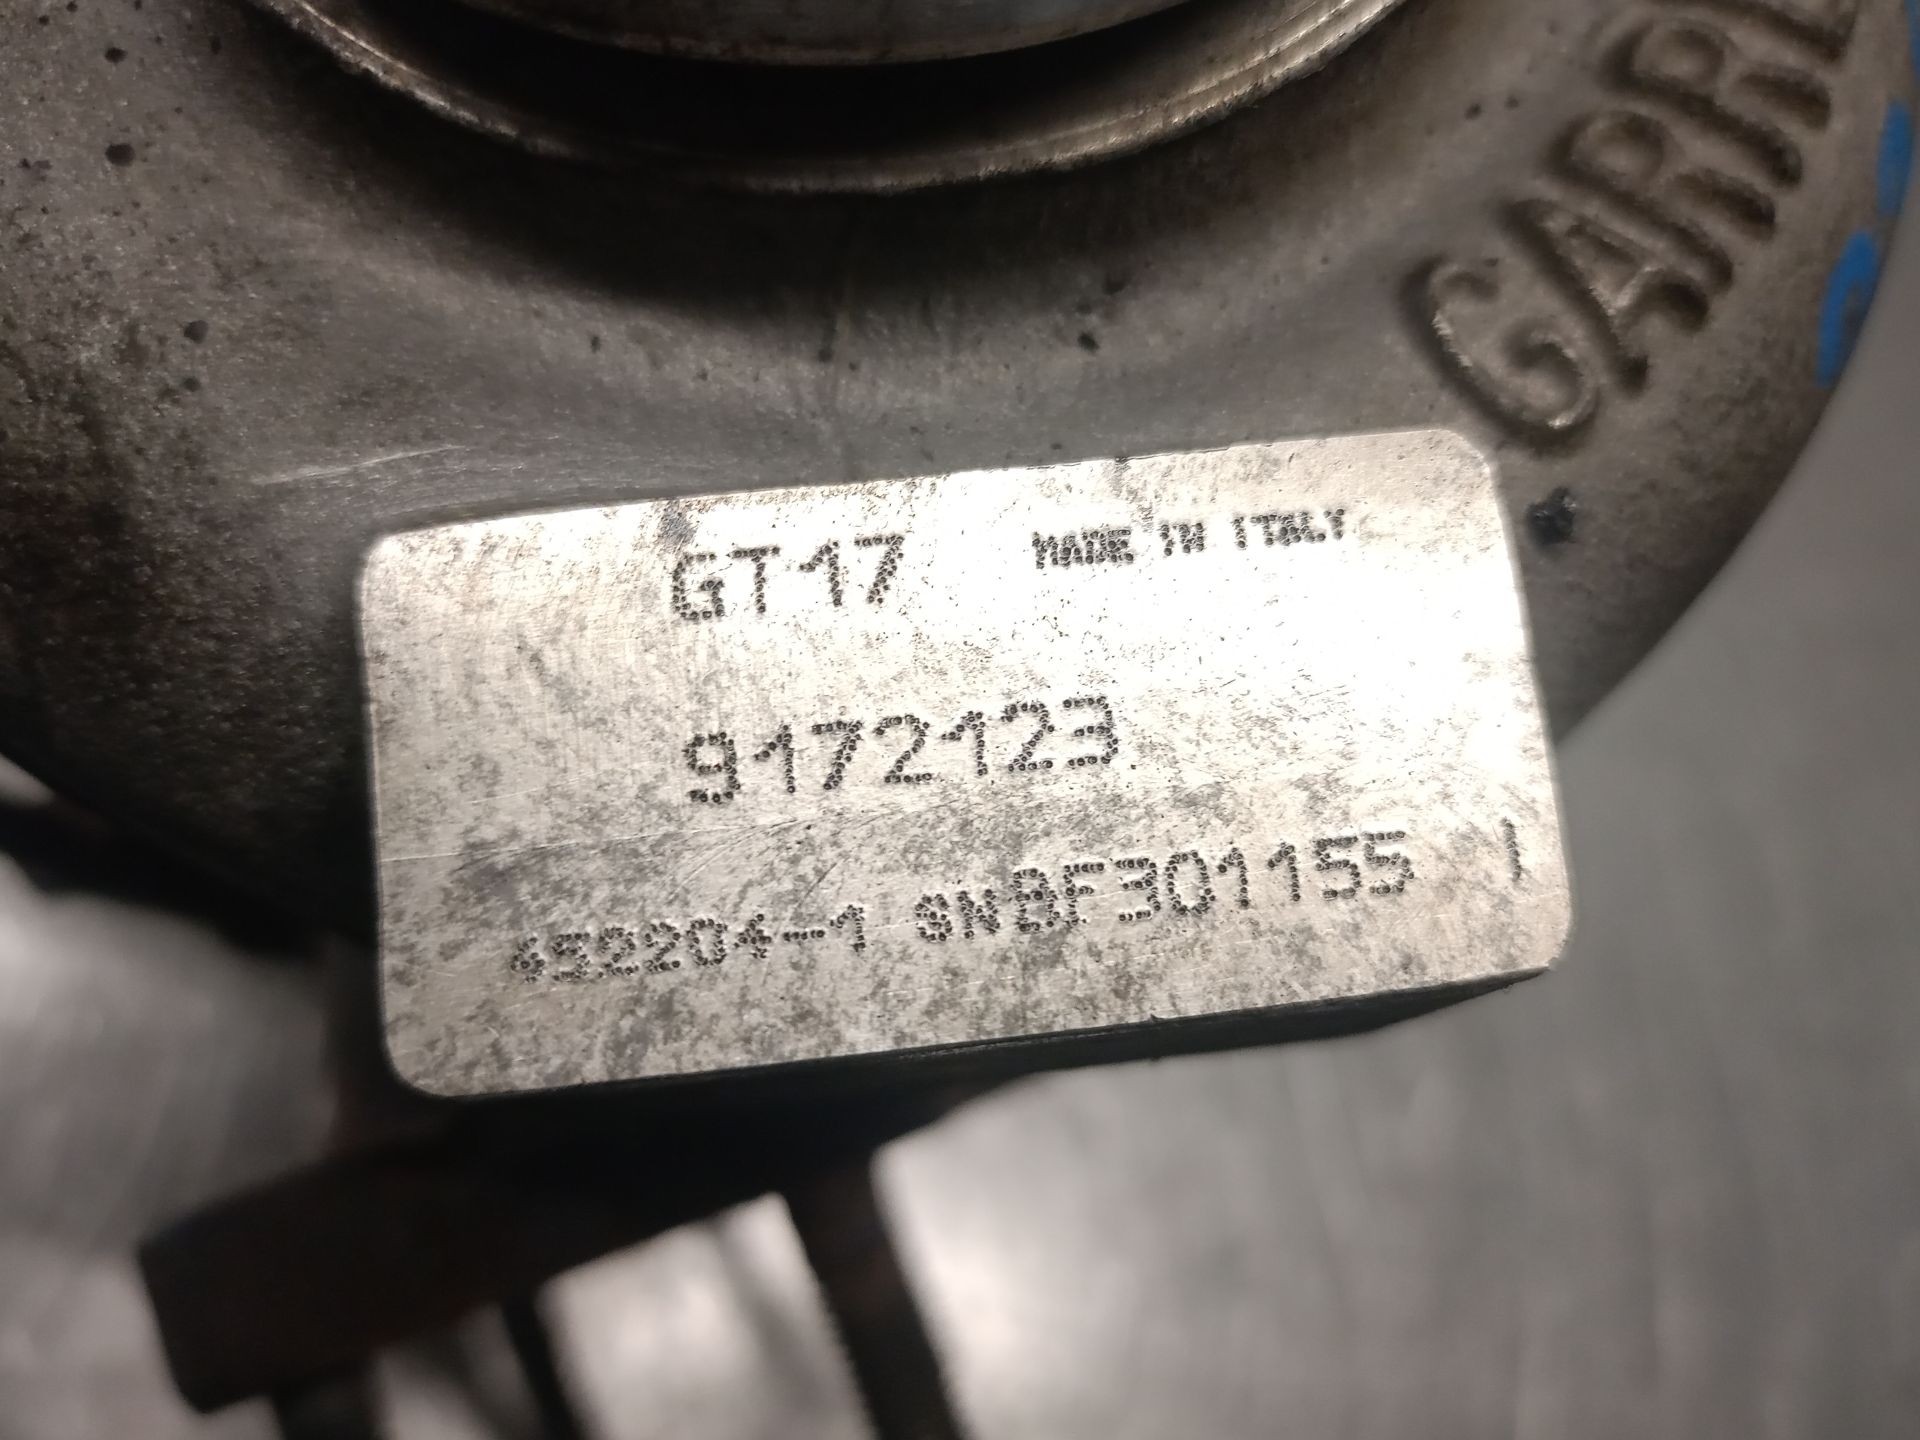 GARR
GT17 MADE IN ITALY
9172123
452204-1 SNBF301155